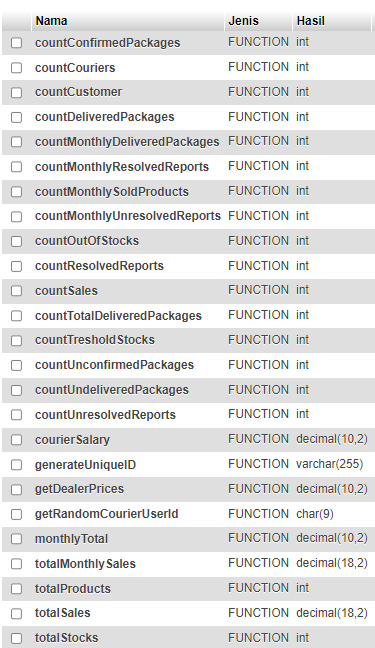 Nama Jenis Hasil
countConfirmedPackages FUNCTION int
countCouriers FUNCTION int
countCustomer FUNCTION int
countDeliveredPackages FUNCTION int
countMonthlyDeliveredPackages FUNCTION int
countMonthlyResolvedReports FUNCTION int
countMonthlySoldProducts FUNCTION int
countMonthlyUnresolvedReports FUNCTION int
countOutOfStocks FUNCTION int
countResolvedReports FUNCTION int
countSales FUNCTION int
countTotalDeliveredPackages FUNCTION int
countTresholdStocks FUNCTION int
countUnconfirmedPackages FUNCTION int
countUndeliveredPackages FUNCTION int
countUnresolvedReports FUNCTION int
courierSalary FUNCTION decimal(10,2)
generateUniqueID FUNCTION varchar(255)
getDealerPrices FUNCTION decimal(10,2)
getRandomCourierUserId FUNCTION char(9)
monthlyTotal FUNCTION decimal(10,2)
totalMonthlySales FUNCTION decimal(18,2)
totalProducts FUNCTION int
totalSales FUNCTION decimal(18,2)
totalStocks FUNCTION int